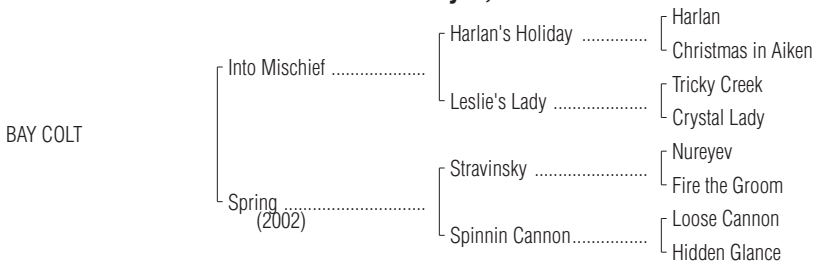 Harlan
Harlan's Holiday ..............
Christmas in Aiken
Into Mischief ....................
Tricky Creek
Leslie's Lady ....................
Crystal Lady
BAY COLT
Nureyev
Stravinsky ........................
Fire the Groom
Spring ..............................
(2002)
Loose Cannon
Spinnin Cannon................
Hidden Glance